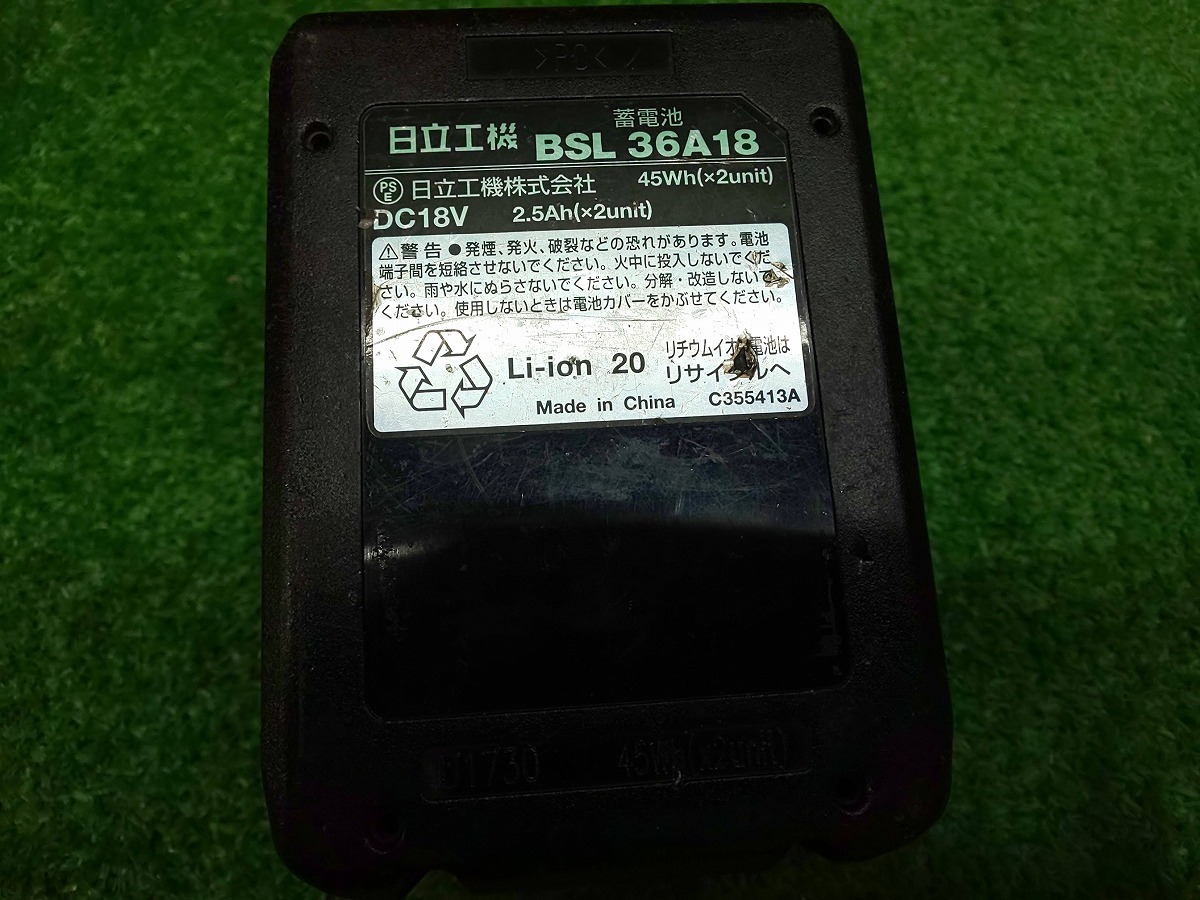 >PC<
蓄電池
日立工機 BSL 36A18
PSE 日立工機株式会社 45Wh(×2unit)
DC18V 2.5Ah(×2unit)
⚠警告 ●発煙、発火、破裂などの恐れがあります。電池
端子間を短絡させないでください。火中に投入しないでくだ
さい。雨や水にぬらさないでください。分解・改造しないで
ください。使用しないときは電池カバーをかぶせてください。
Li-ion 20 リチウムイオン電池は
リサイクルへ
Made in China C355413A
1730 45Wh(×2unit)